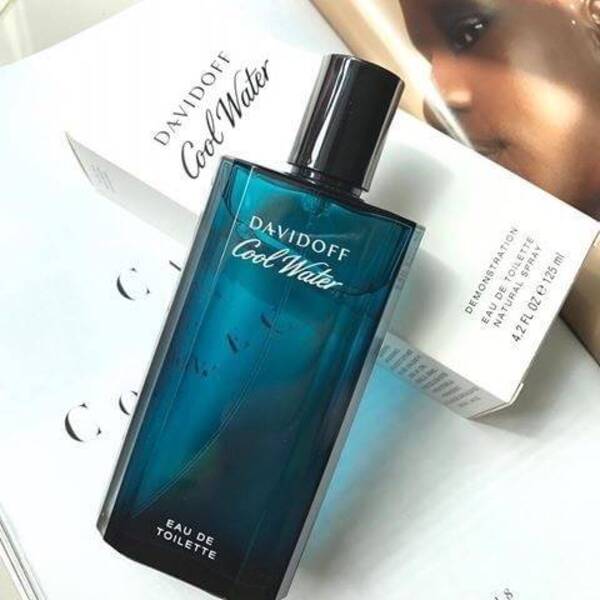 DAVIDOFF
Cool Water
DAVIDOFF
Cool Water
EAU DE
TOILETTE
DEMONSTRATION
EAU DE TOILETTE
NATURAL SPRAY
4.2 FL OZ e 125 ml